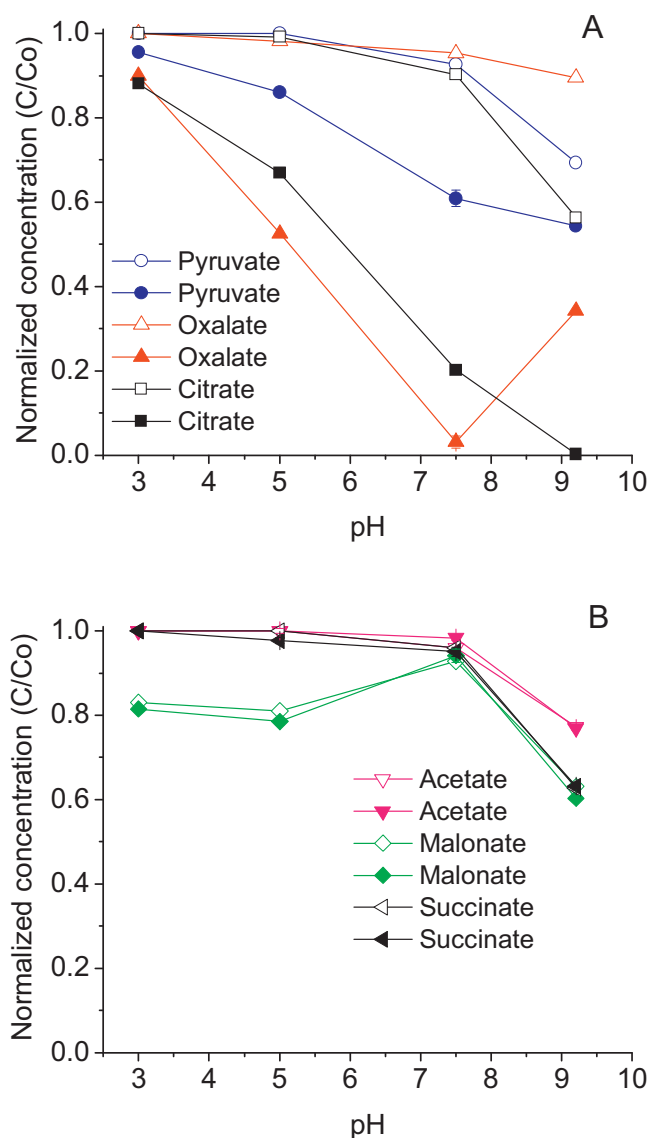 A
Normalized concentration (C/Co)
1.0
0.8
0.6
0.4
0.2
0.0
Pyruvate
Pyruvate
Oxalate
Oxalate
Citrate
Citrate
3 4 5 6 7 8 9 10
pH
B
Normalized concentration (C/Co)
1.0
0.8
0.6
0.4
0.2
0.0
Acetate
Acetate
Malonate
Malonate
Succinate
Succinate
3 4 5 6 7 8 9 10
pH